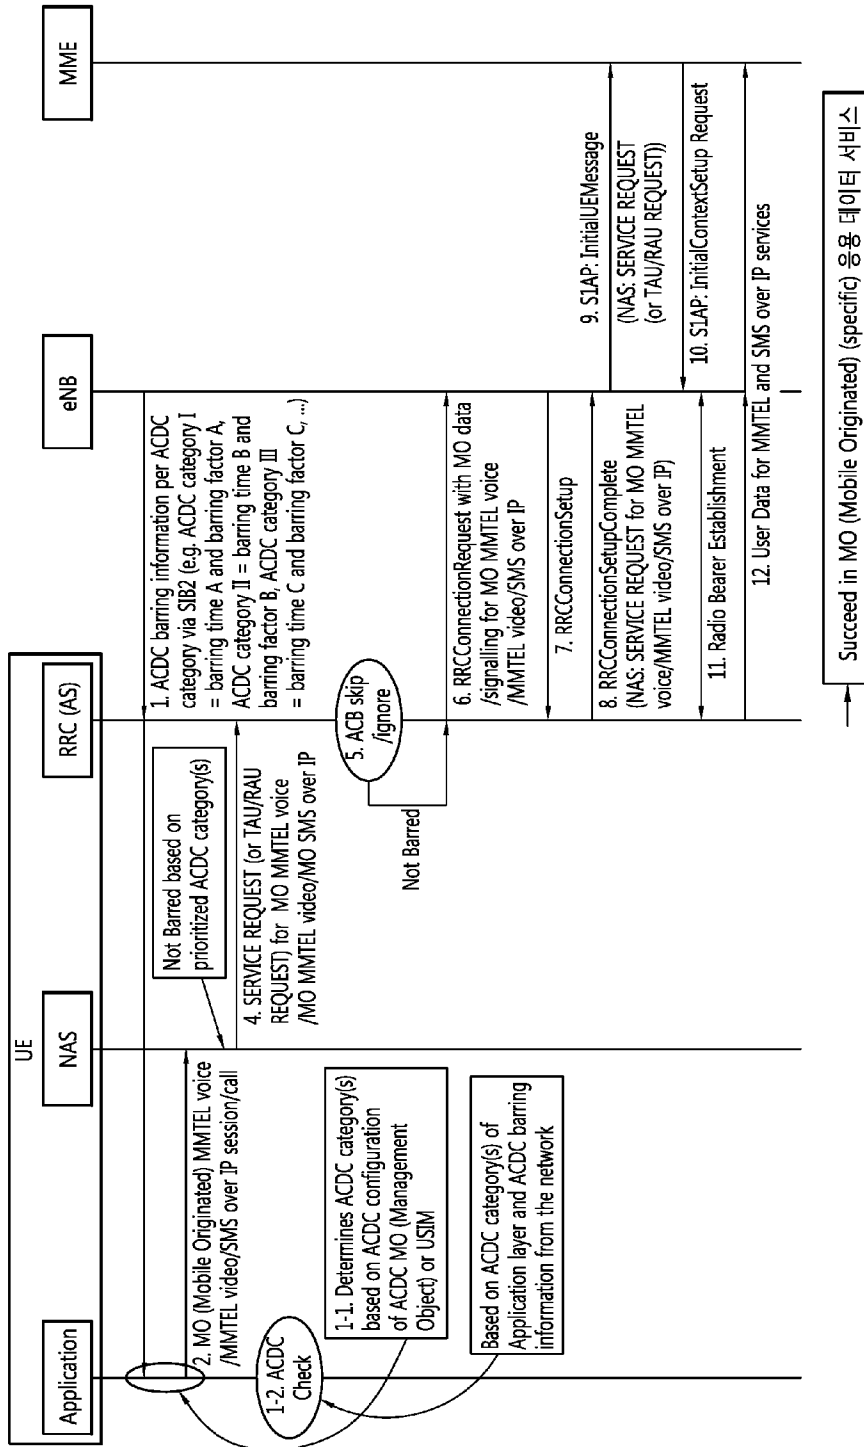 UE
Application
NAS
RRC (AS)
eNB
MME
1. ACDC barring information per ACDC
category via SIB2 (e.g. ACDC category I
= barring time A and barring factor A,
ACDC category II = barring time B and
barring factor B, ACDC category III
= barring time C and barring factor C, ...)
2. MO (Mobile Originated) MMTEL voice
/MMTEL video/SMS over IP session/call
Not Barred based on
prioritized ACDC category(s)
1-2. ACDC
Check
4. SERVICE REQUEST (or TAU/RAU
REQUEST) for MO MMTEL voice
/MO MMTEL video/MO SMS over IP
1-1. Determines ACDC category(s)
based on ACDC configuration
of ACDC MO (Management
Object) or USIM
5. ACB skip
/ignore
Not Barred
Based on ACDC category(s) of
Application layer and ACDC barring
information from the network
6. RRCConnectionRequest with MO data
/signalling for MO MMTEL voice
/MMTEL video/SMS over IP
7. RRCConnectionSetup
8. RRCConnectionSetupComplete
(NAS: SERVICE REQUEST for MO MMTEL
voice/MMTEL video/SMS over IP)
9. S1AP: InitialUEMessage
(NAS: SERVICE REQUEST
(or TAU/RAU REQUEST))
10. S1AP: InitialContextSetup Request
11. Radio Bearer Establishment
12. User Data for MMTEL and SMS over IP services
Succeed in MO (Mobile Originated) (specific) 응용 데이터 서비스